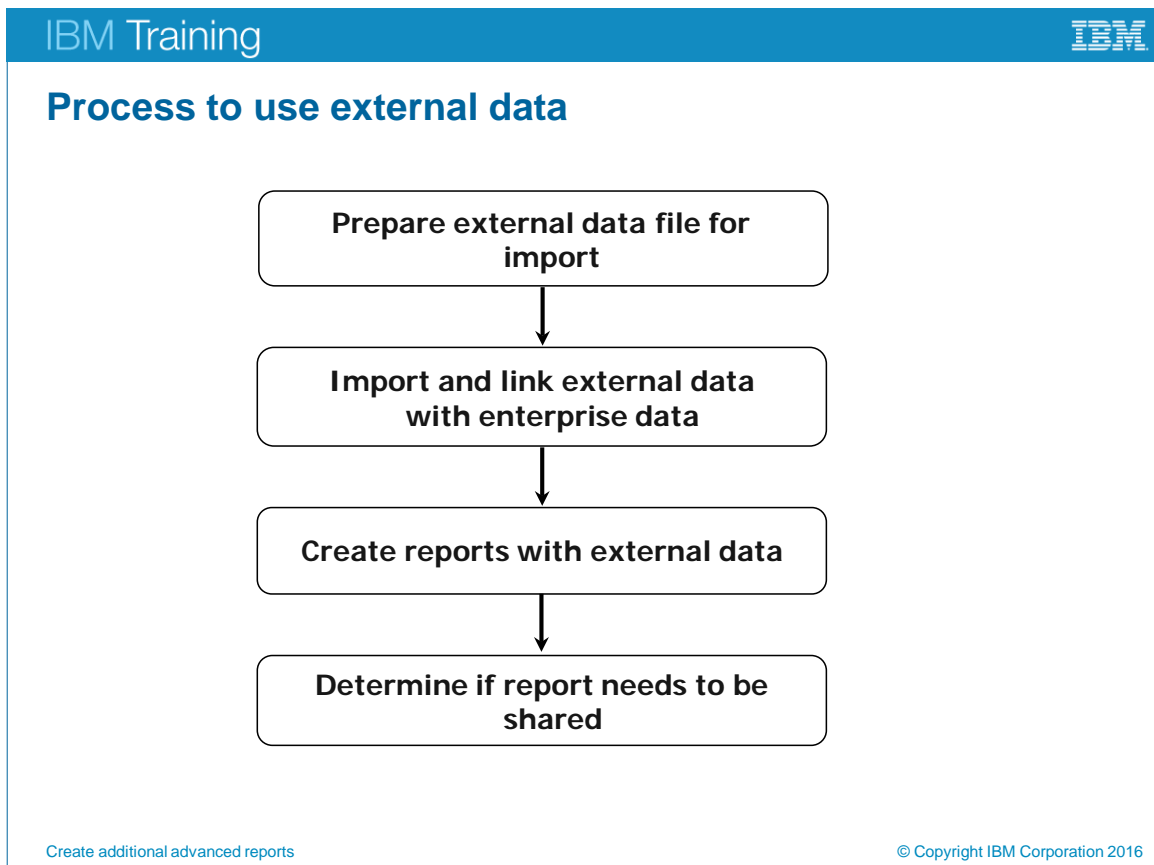 IBM Training
IBM
Process to use external data
Prepare external data file for
import
Import and link external data
with enterprise data
Create reports with external data
Determine if report needs to be
shared
Create additional advanced reports
© Copyright IBM Corporation 2016